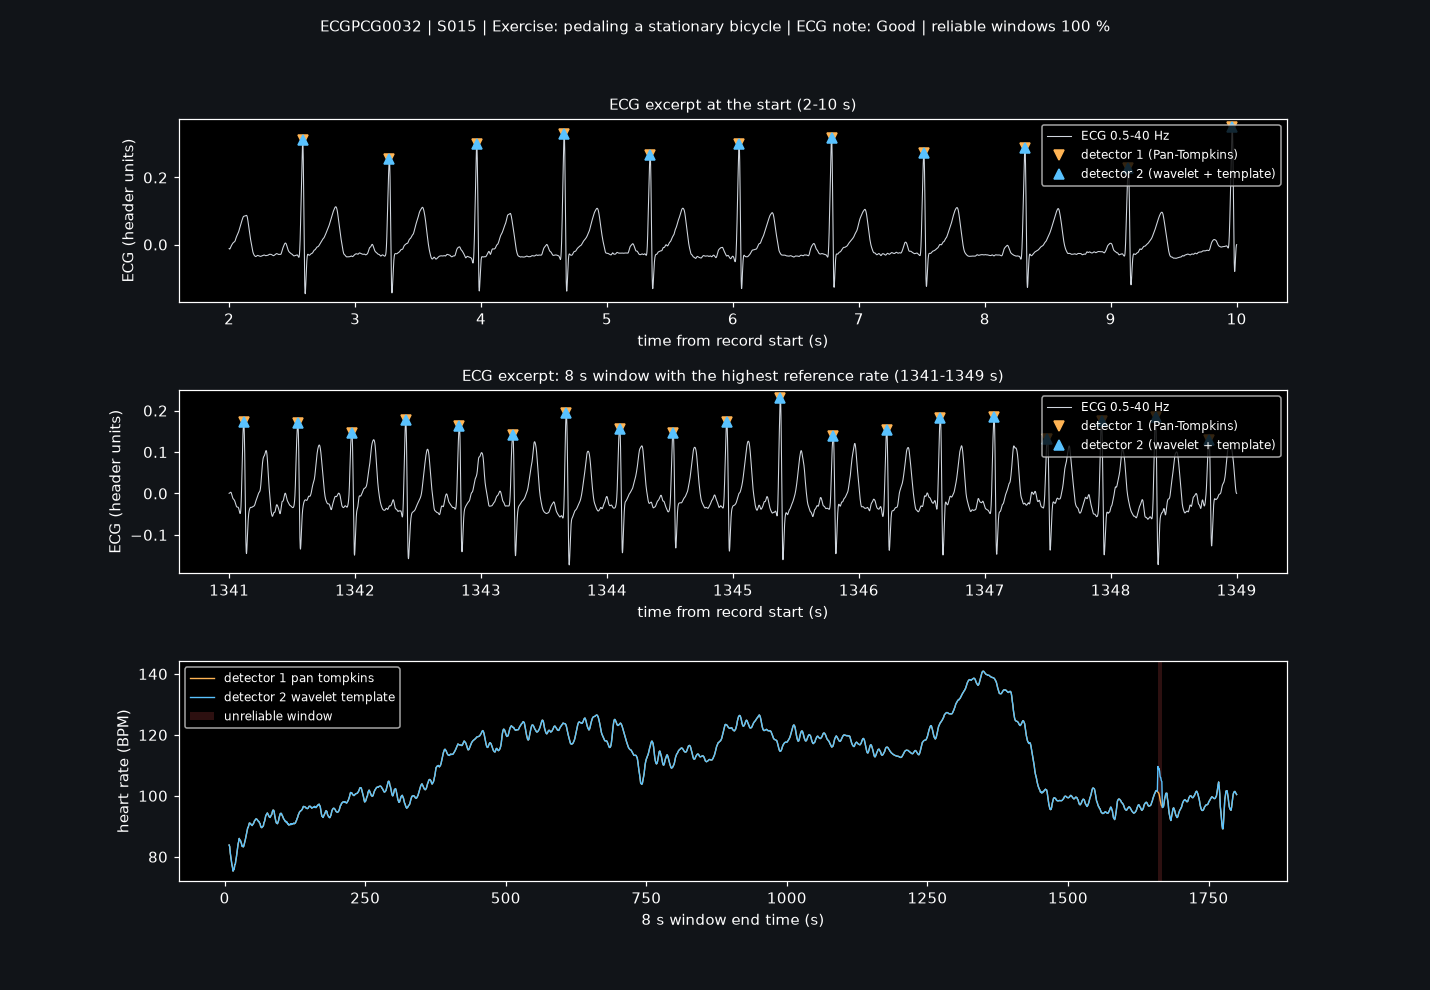 ECGPCG0032 | S015 | Exercise: pedaling a stationary bicycle | ECG note: Good | reliable windows 100 %
ECG excerpt at the start (2-10 s)
ECG (header units)
0.2
0.0
ECG 0.5-40 Hz
detector 1 (Pan-Tompkins)
detector 2 (wavelet + template)
2 3 4 5 6 7 8 9 10
time from record start (s)
ECG excerpt: 8 s window with the highest reference rate (1341-1349 s)
ECG (header units)
0.2
0.1
0.0
−0.1
ECG 0.5-40 Hz
detector 1 (Pan-Tompkins)
detector 2 (wavelet + template)
1341 1342 1343 1344 1345 1346 1347 1348 1349
time from record start (s)
heart rate (BPM)
140
120
100
80
detector 1 pan tompkins
detector 2 wavelet template
unreliable window
0 250 500 750 1000 1250 1500 1750
8 s window end time (s)